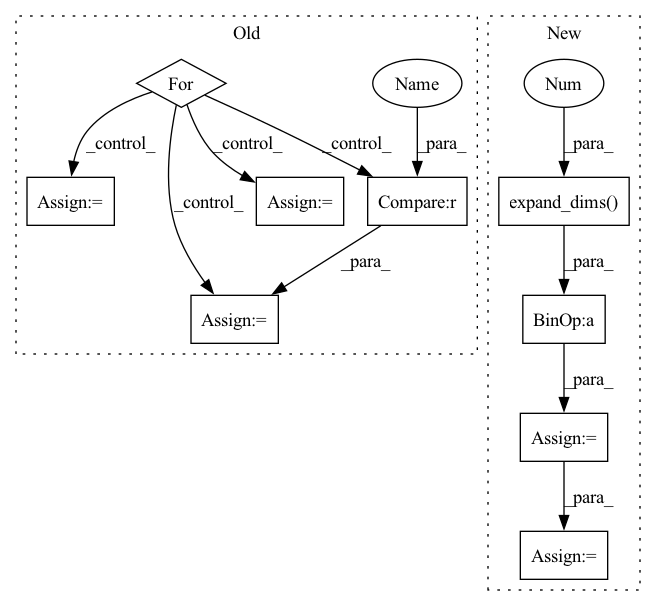 Old
New
For
Name
Num
_control_
_control_
_control_
_control_
_para_
_para_
Assign:=
Assign:=
Compare:r
expand_dims()
_para_
_para_
Assign:=
BinOp:a
_para_
Assign:=
_para_
Assign:=